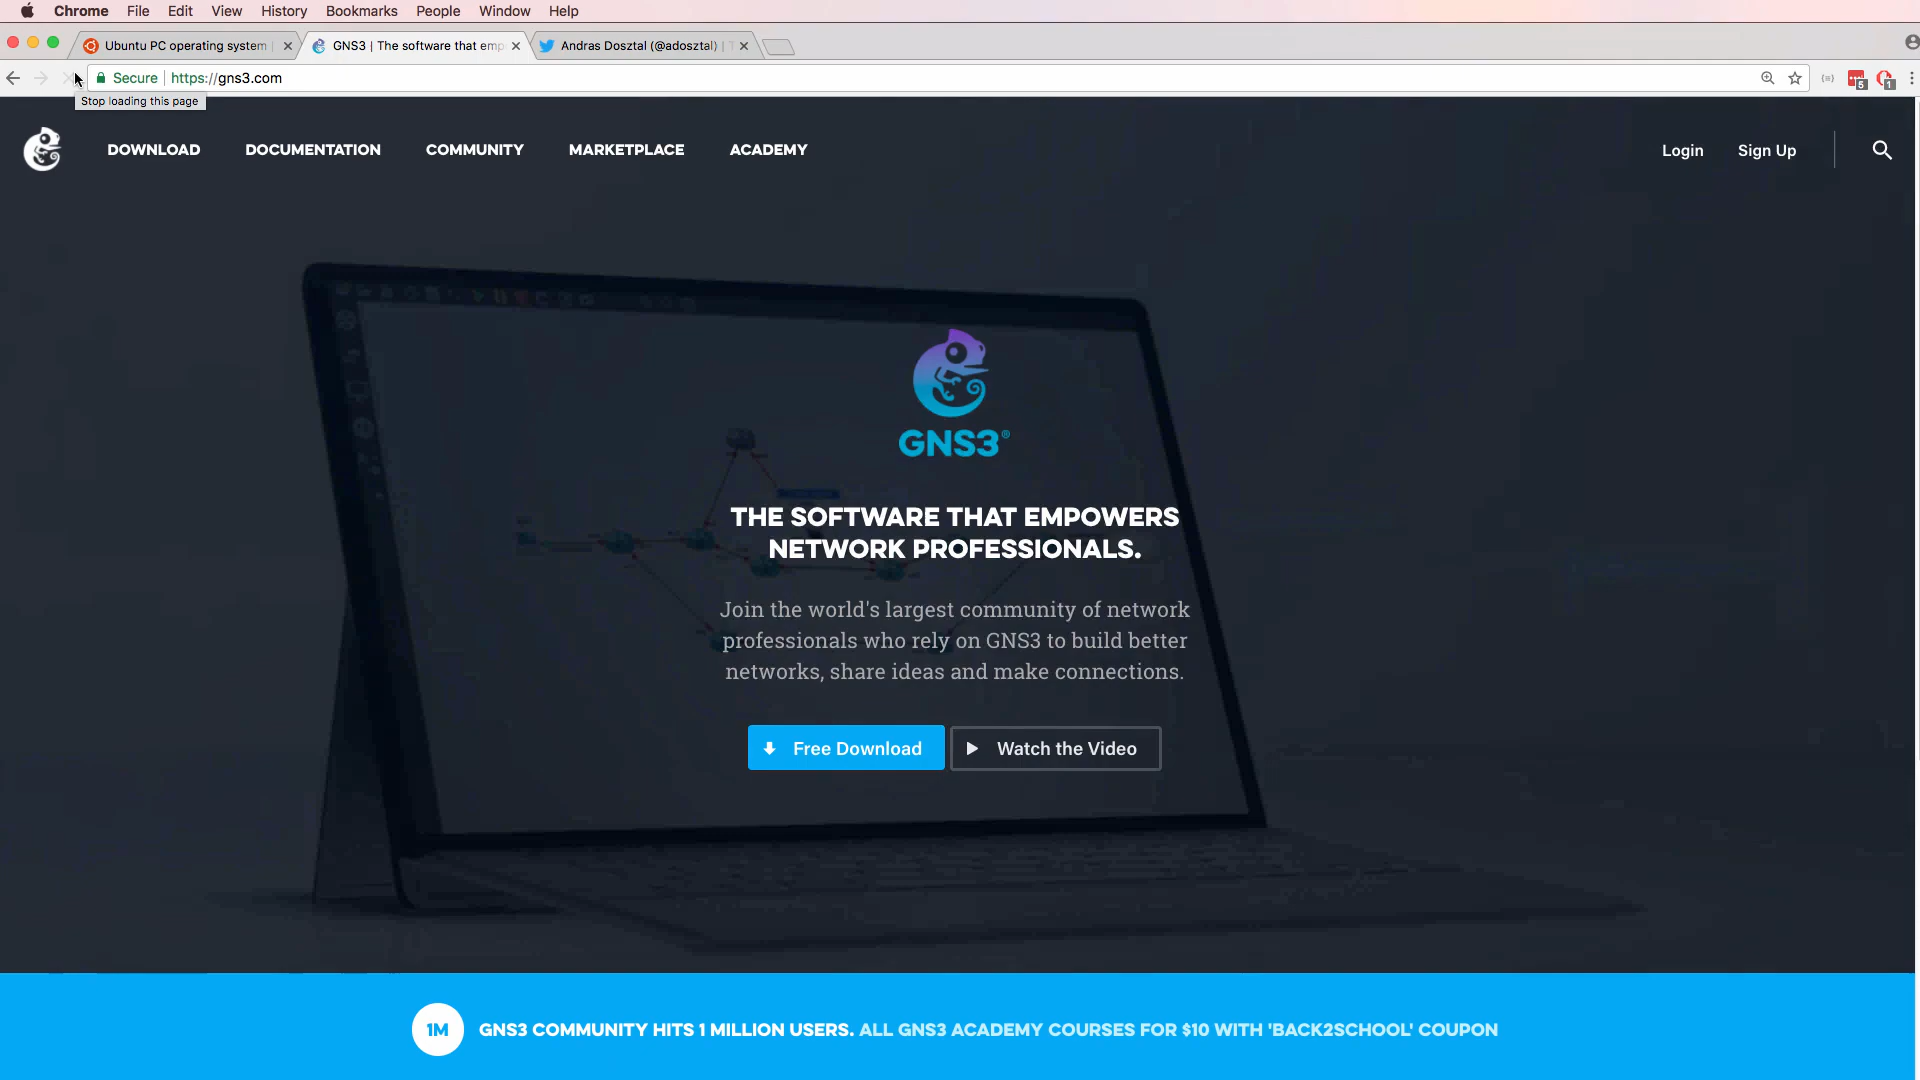 Chrome File Edit View History Bookmarks People Window Help
Ubuntu PC operating system
GNS3 | The software that emp
Andras Dosztal (@adosztal) | T
Secure https://gns3.com
Stop loading this page
DOWNLOAD DOCUMENTATION COMMUNITY MARKETPLACE ACADEMY
Login Sign Up
GNS3®
THE SOFTWARE THAT EMPOWERS
NETWORK PROFESSIONALS.
Join the world's largest community of network
professionals who rely on GNS3 to build better
networks, share ideas and make connections.
Free Download
Watch the Video
1M GNS3 COMMUNITY HITS 1 MILLION USERS. ALL GNS3 ACADEMY COURSES FOR $10 WITH 'BACK2SCHOOL' COUPON